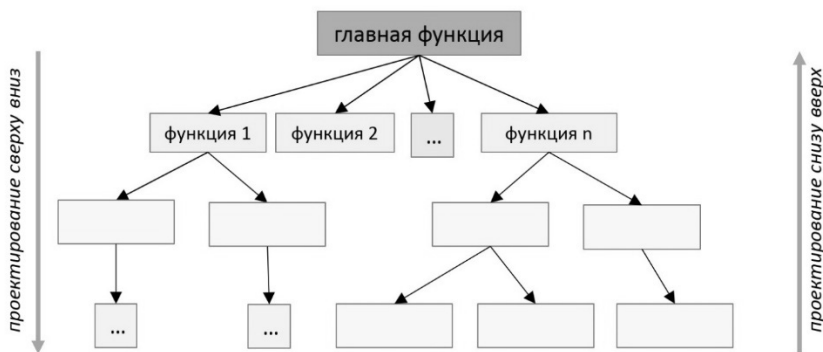 главная функция
проектирование сверху вниз
проектирование снизу вверх
функция 1
функция 2
...
функция n
...
...